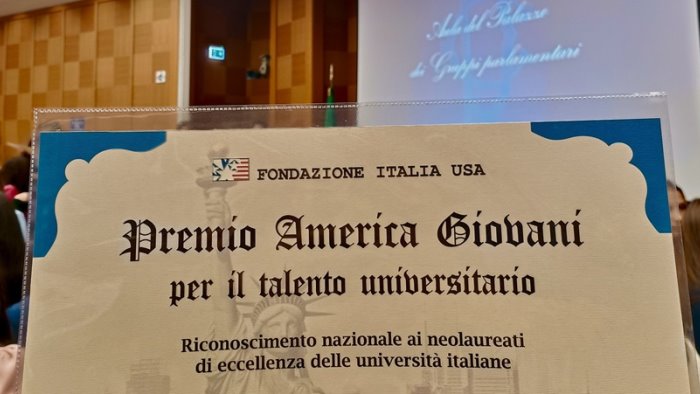 Aula del Palazzo
dei Gruppi parlamentari
FONDAZIONE ITALIA USA
Premio America Giovani
per il talento universitario
Riconoscimento nazionale ai neolaureati
di eccellenza delle università italiane